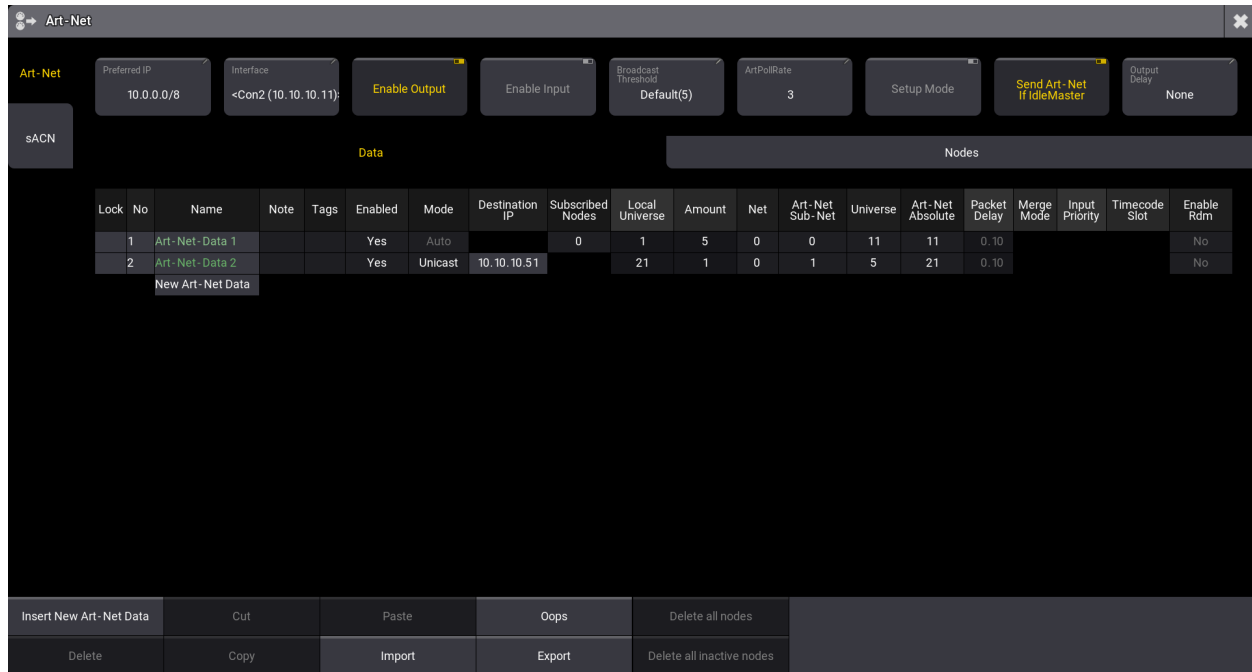 Art-Net
Art-Net
sACN
Preferred IP
10.0.0.0/8
Interface
<Con2 (10.10.10.11):
Enable Output
Enable Input
Broadcast
Threshold
Default(5)
ArtPollRate
3
Setup Mode
Send Art-Net
If IdleMaster
Output
Delay
None
Data
Nodes
Lock No Name Note Tags Enabled Mode Destination IP Subscribed Nodes Local Universe Amount Net Art-Net Sub-Net Universe Art-Net Absolute Packet Delay Merge Mode Input Priority Timecode Slot Enable Rdm
1 Art-Net-Data 1 Yes Auto 0 1 5 0 0 11 11 0.10 No
2 Art-Net-Data 2 Yes Unicast 10.10.10.51 21 1 0 1 5 21 0.10 No
New Art-Net Data
Insert New Art-Net Data Cut Paste Oops Delete all nodes
Delete Copy Import Export Delete all inactive nodes